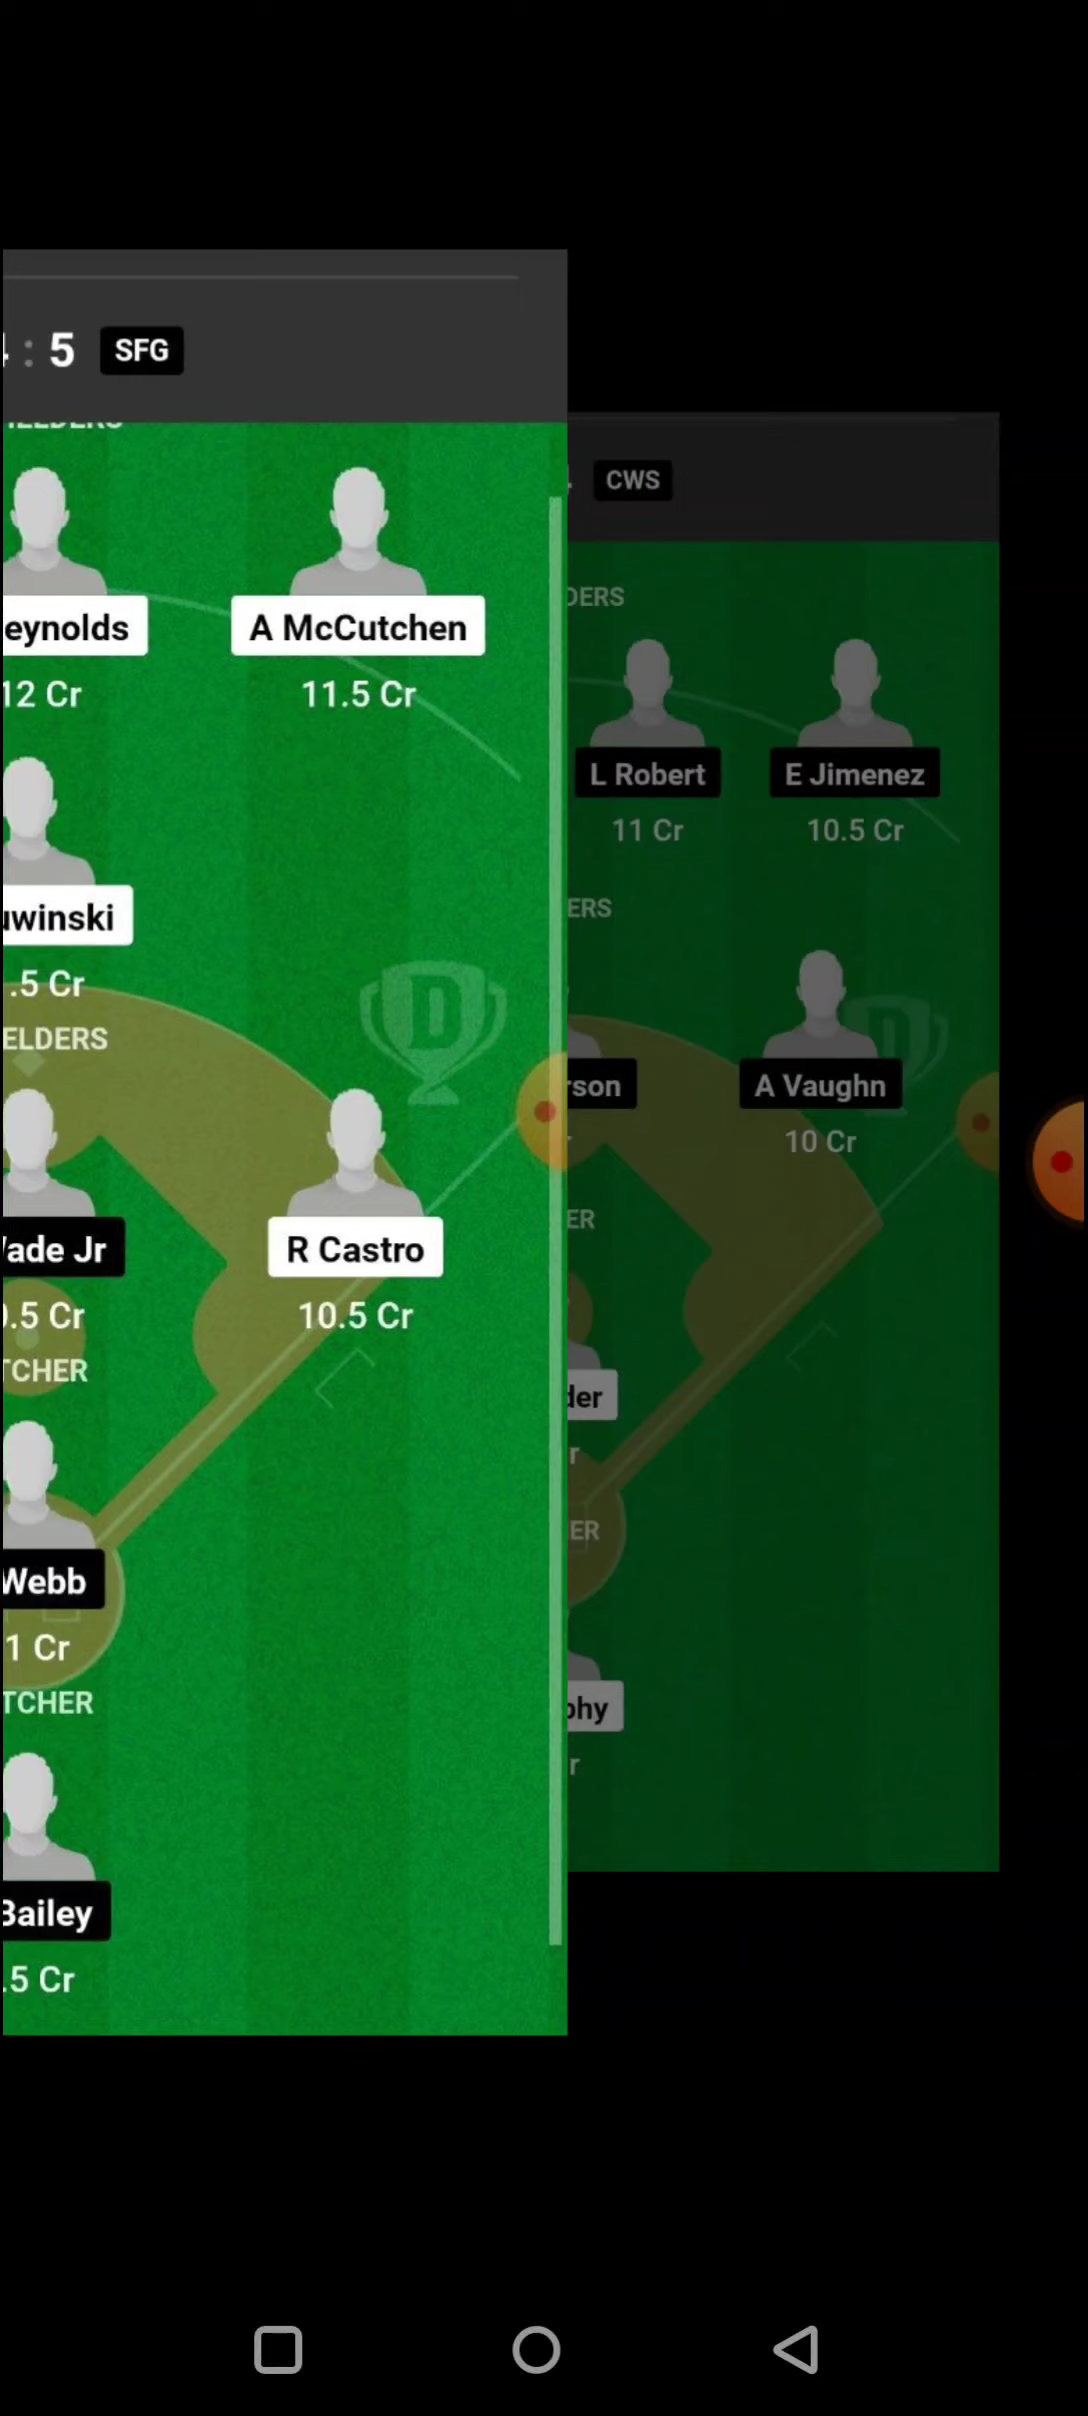 : 5 SFG
eynolds A McCutchen
12 Cr 11.5 Cr
uwinski
.5 Cr
ELDERS
ade Jr R Castro
.5 Cr 10.5 Cr
TCHER
Webb
1 Cr
TCHER
Bailey
.5 Cr
CWS
DERS
L Robert E Jimenez
11 Cr 10.5 Cr
ERS
rson A Vaughn
r 10 Cr
ER
der
r
ER
phy
r